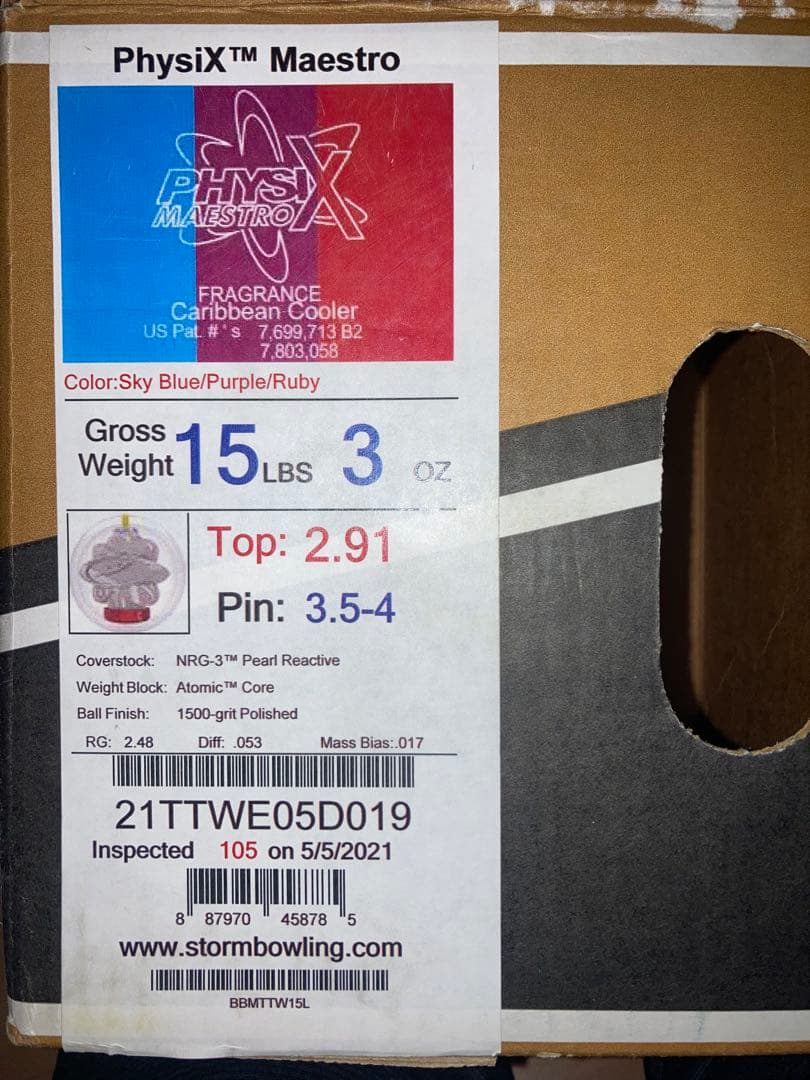 PhysiX™ Maestro
PHYSIX
MAESTRO
FRAGRANCE
Caribbean Cooler
US Pat. # ' s 7,699,713 B2
7,803,058
Color:Sky Blue/Purple/Ruby
Gross Weight 15 LBS 3 OZ
Top: 2.91
Pin: 3.5-4
Coverstock: NRG-3™ Pearl Reactive
Weight Block: Atomic™ Core
Ball Finish: 1500-grit Polished
RG: 2.48 Diff: .053 Mass Bias:.017
21TTWE05D019
Inspected 105 on 5/5/2021
8 87970 45878 5
www.stormbowling.com
BBMTTW15L